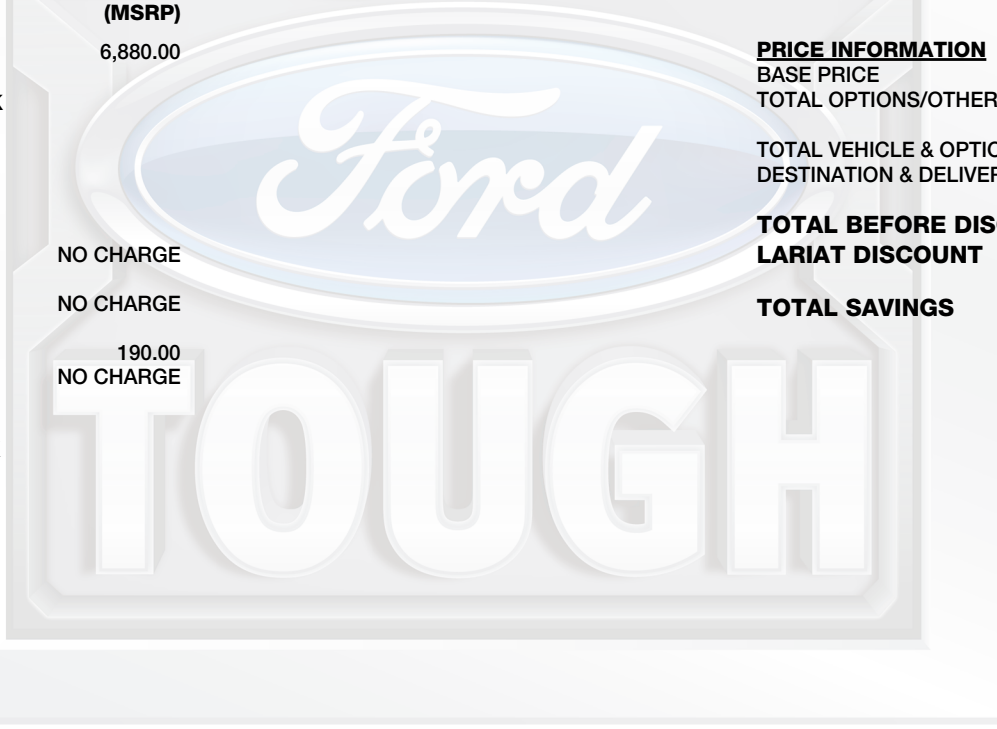 (MSRP)
6,880.00
NO CHARGE
NO CHARGE
190.00
NO CHARGE
PRICE INFORMATION
BASE PRICE
TOTAL OPTIONS/OTHER
TOTAL VEHICLE & OPTIO
DESTINATION & DELIVER
TOTAL BEFORE DISC
LARIAT DISCOUNT
TOTAL SAVINGS
Ford
TOUGH